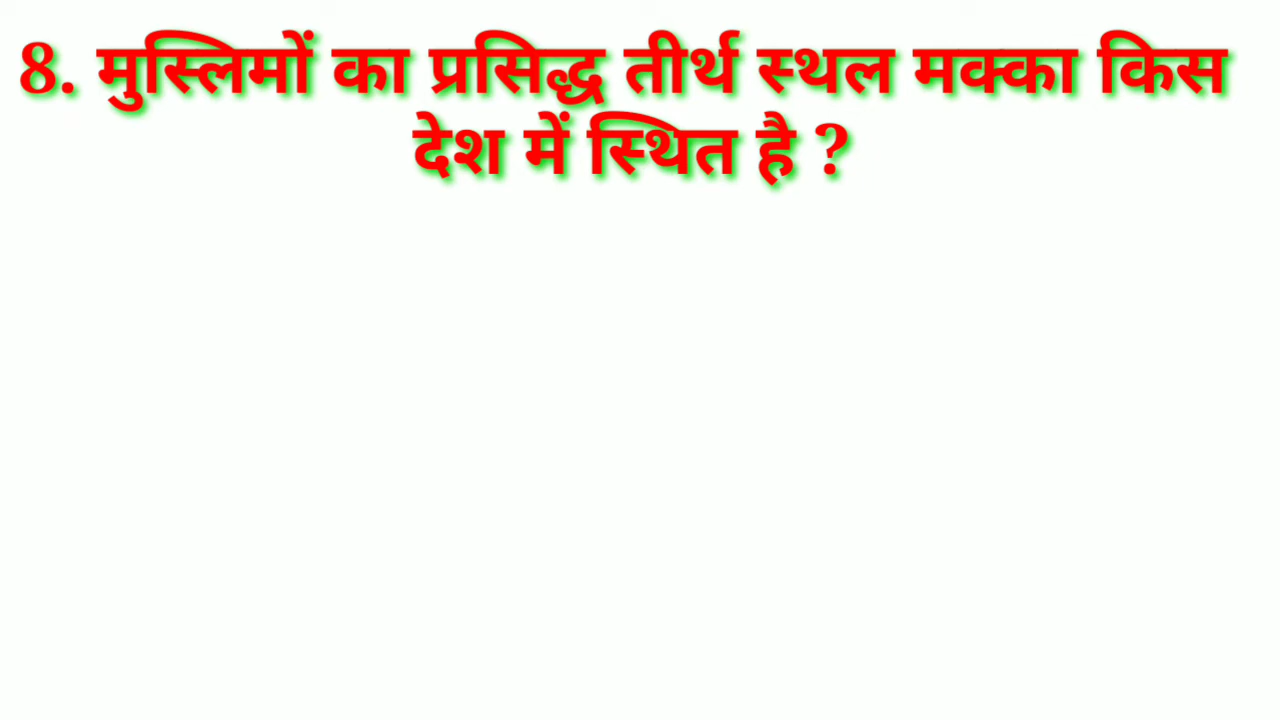 8. मुस्लिमों का प्रसिद्ध तीर्थ स्थल मक्का किस
देश में स्थित है ?